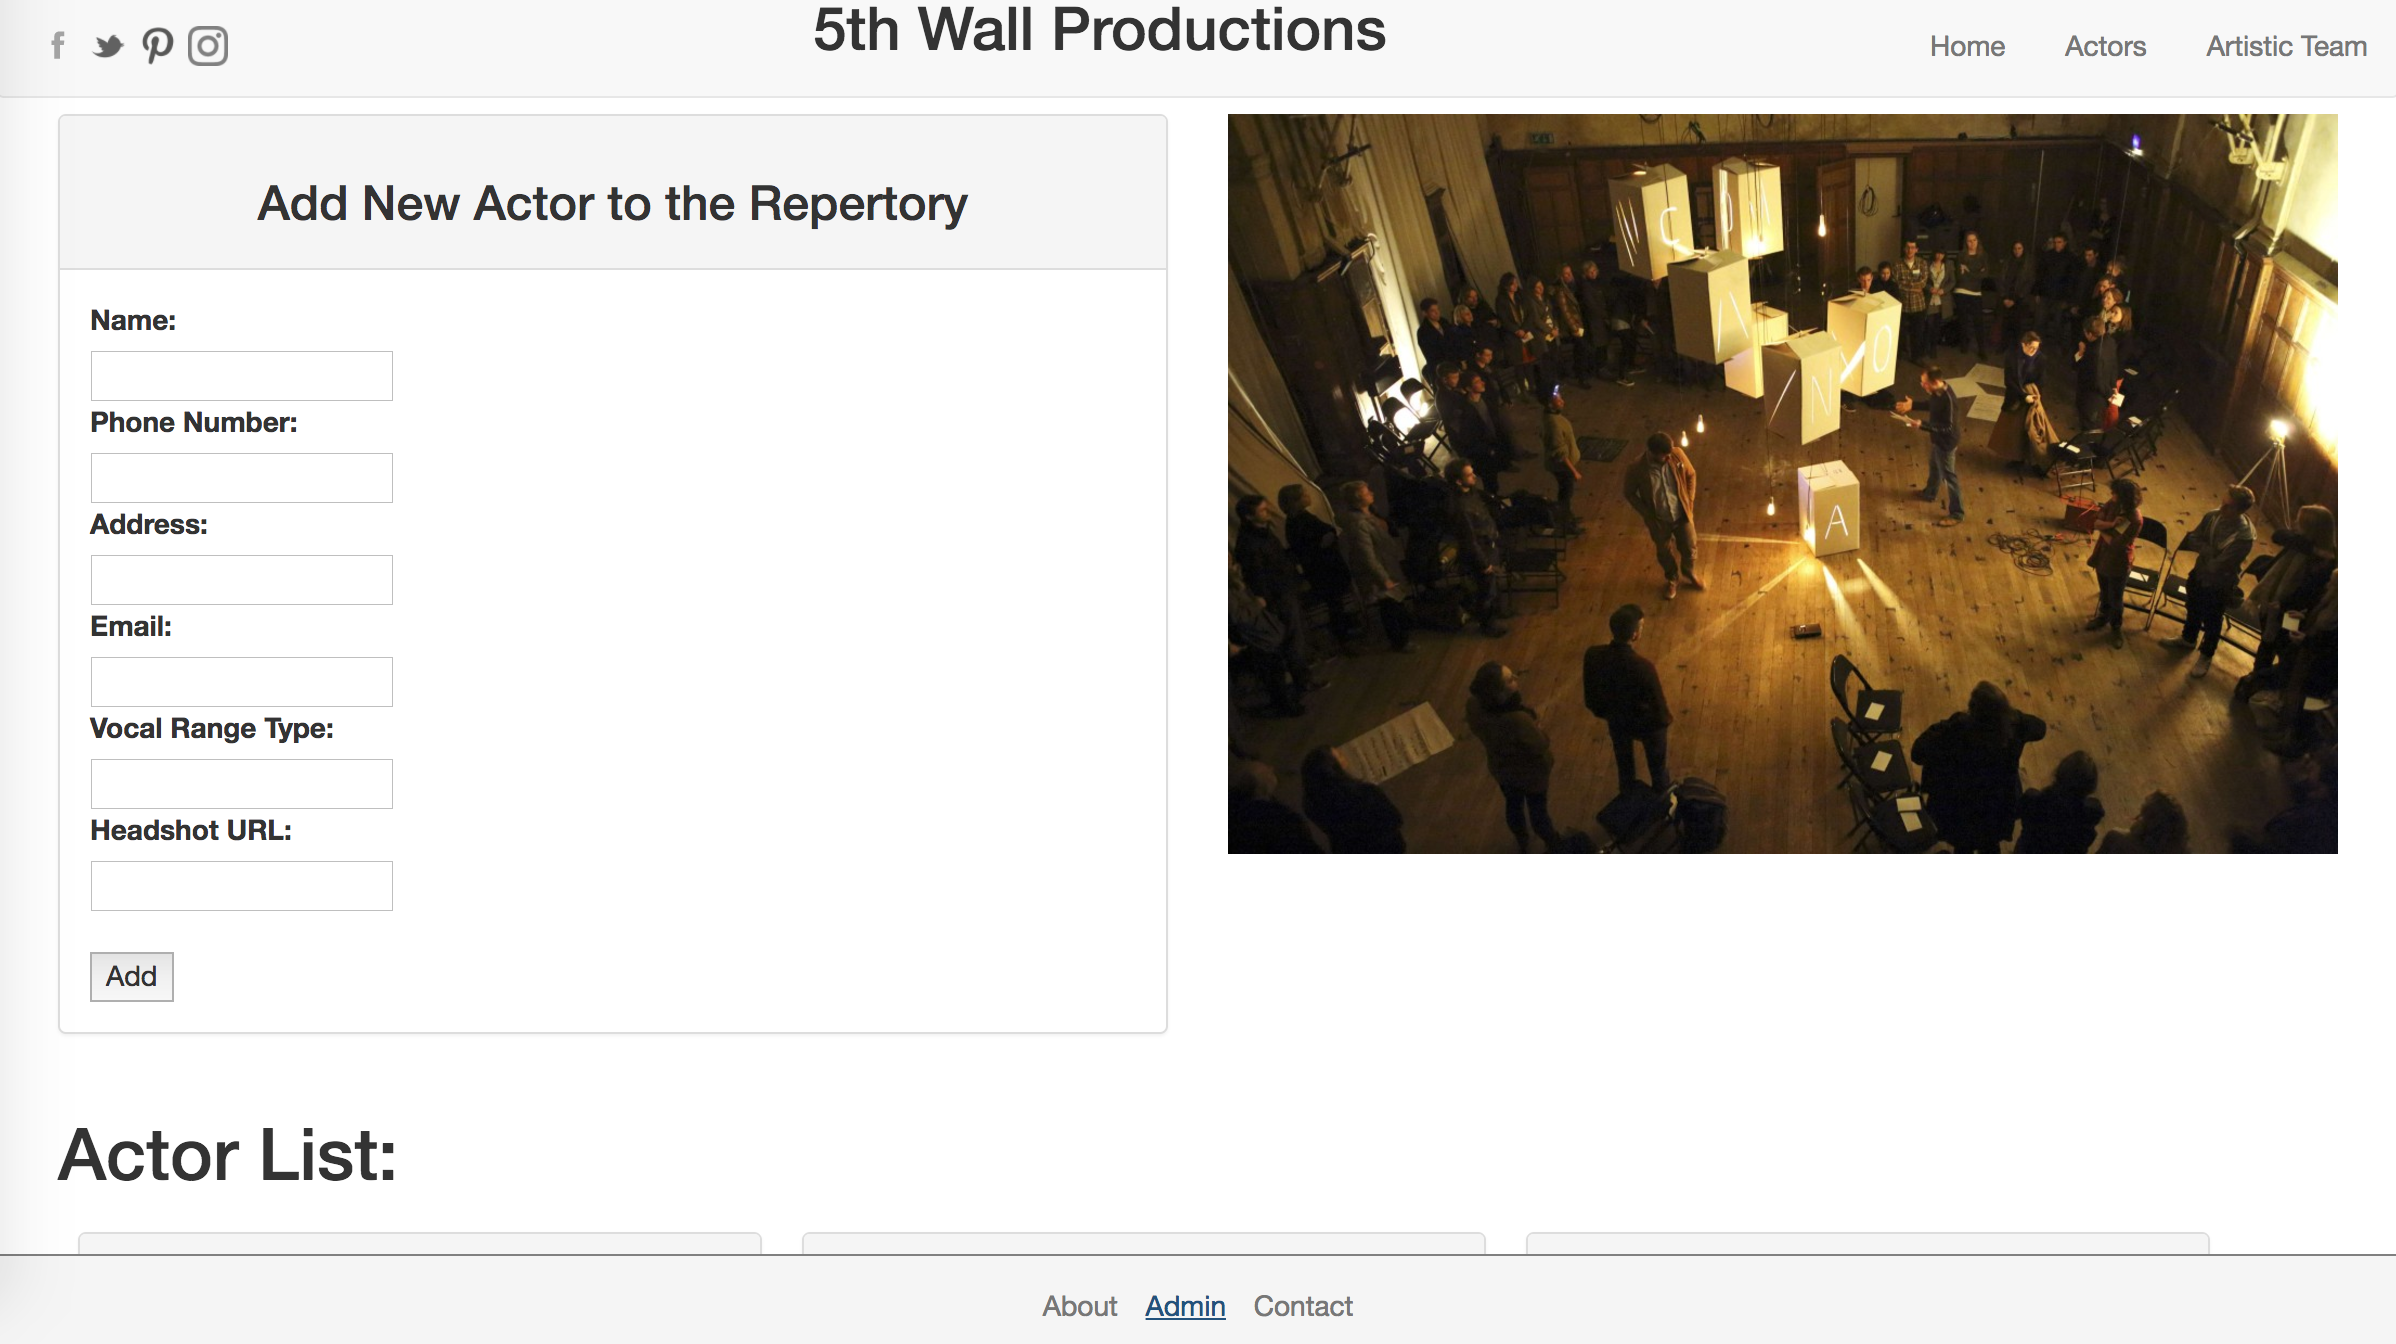 5th Wall Productions
Home Actors Artistic Team
Add New Actor to the Repertory
Name:
Phone Number:
Address:
Email:
Vocal Range Type:
Headshot URL:
Add
N
C
N
O
A
Actor List:
About Admin Contact